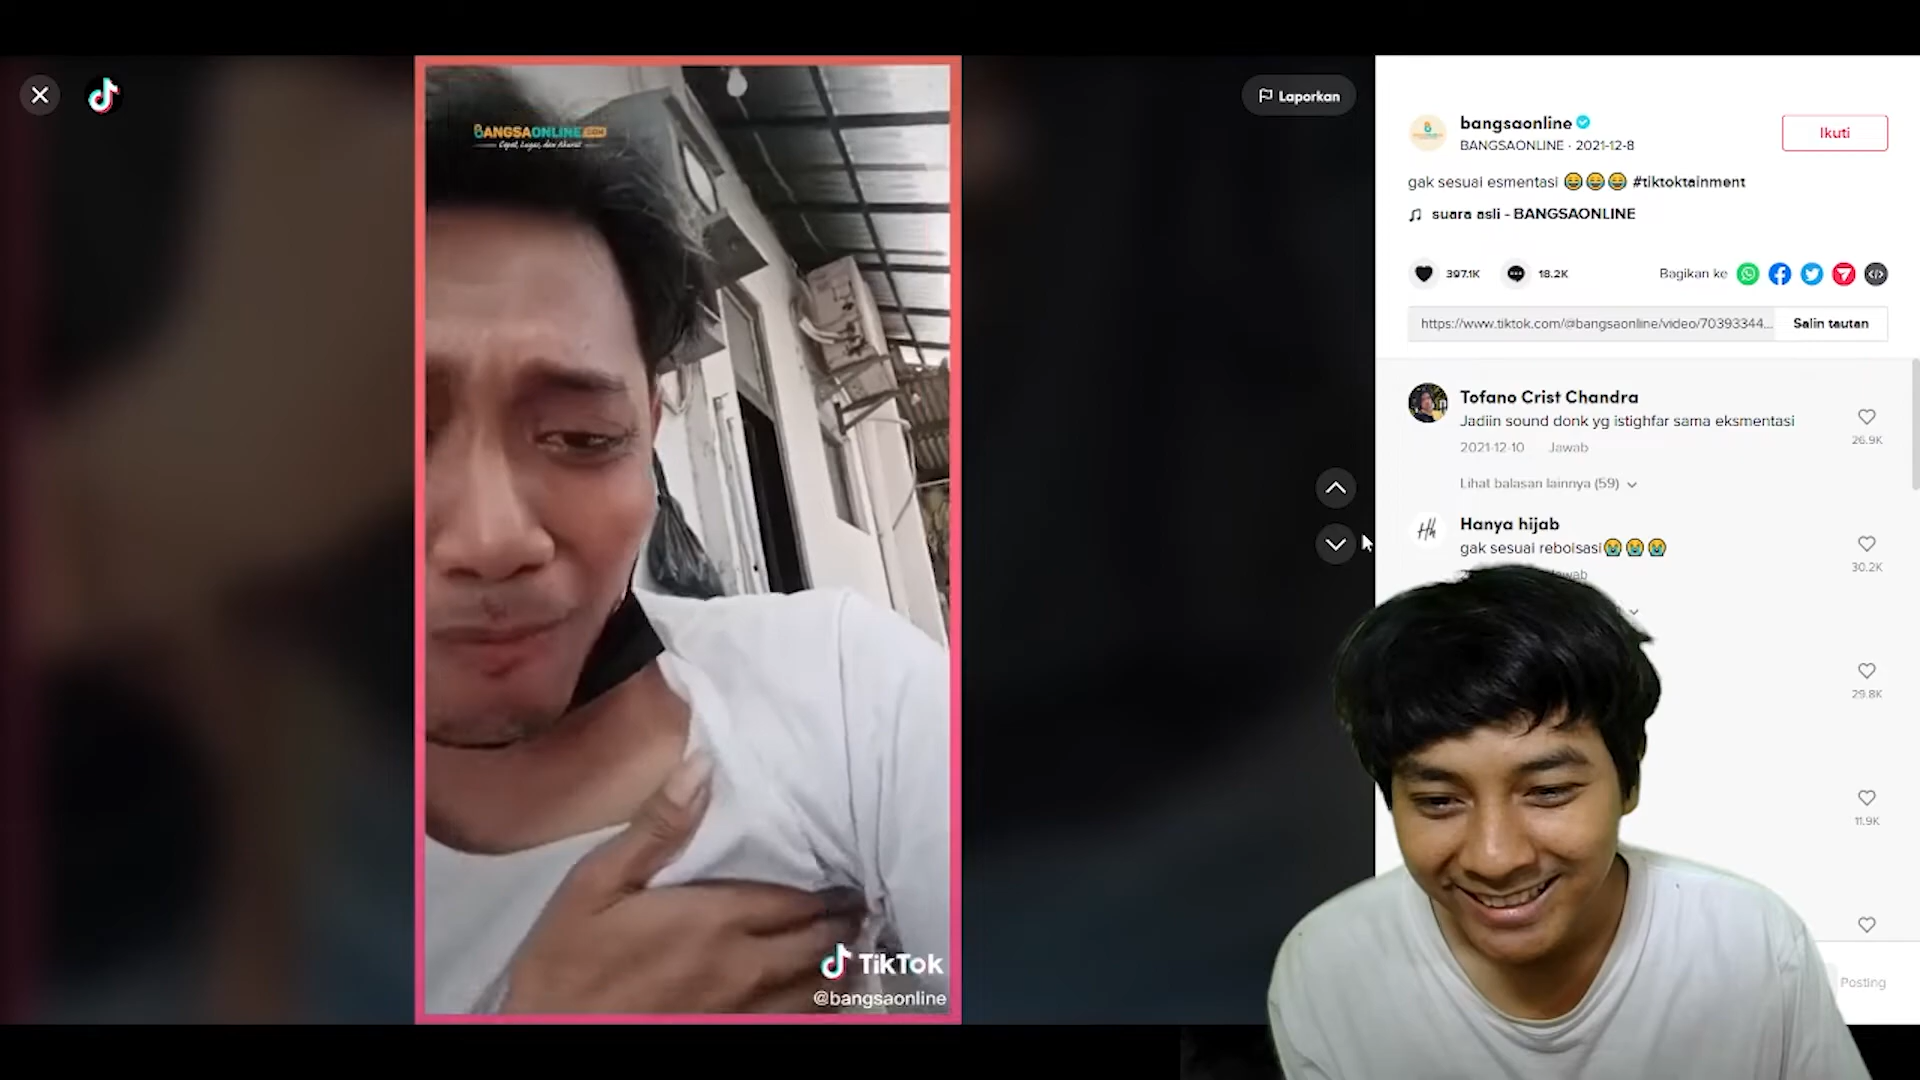 BANGSAONLINE.COM
Cepat, Lugas, dan Akurat
TikTok
@bangsaonline
Laporkan
bangsaonline
BANGSAONLINE · 2021-12-8
Ikuti
gak sesuai esmentasi 😂😂😂 #tiktoktainment
suara asli - BANGSAONLINE
397.1K
18.2K
Bagikan ke
https://www.tiktok.com/@bangsaonline/video/70393344...
Salin tautan
Tofano Crist Chandra
Jadiin sound donk yg istighfar sama eksmentasi
2021-12-10 Jawab
26.9K
Lihat balasan lainnya (59)
Hh
Hanya hijab
gak sesuai reboisasi😭😭😭
30.2K
29.8K
11.9K
Posting